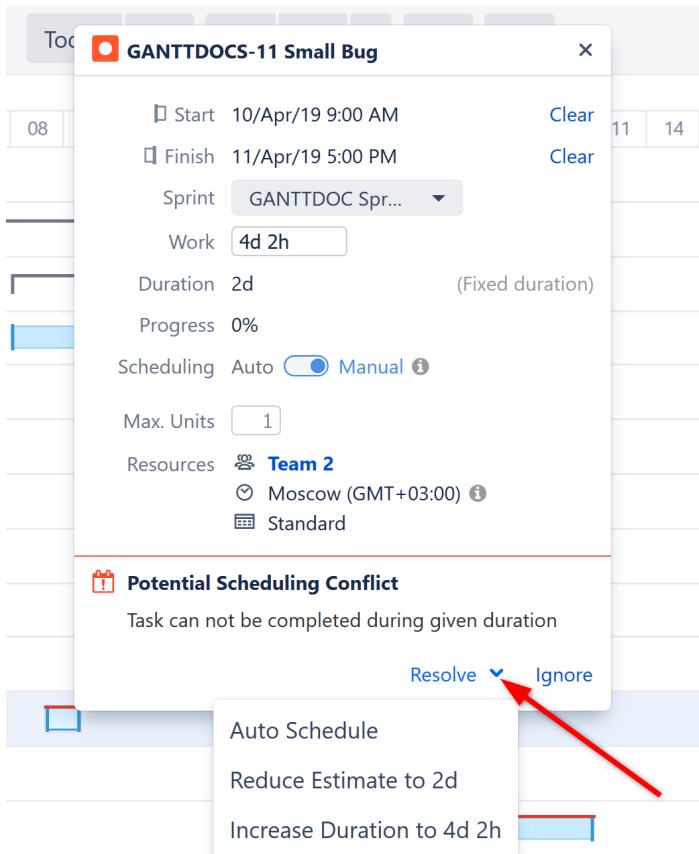 Toc
GANTTDOCS-11 Small Bug
08
11
14
Start 10/Apr/19 9:00 AM Clear
Finish 11/Apr/19 5:00 PM Clear
Sprint GANTTDOC Spr...
Work 4d 2h
Duration 2d (Fixed duration)
Progress 0%
Scheduling Auto Manual
Max. Units 1
Resources Team 2
Moscow (GMT+03:00)
Standard
Potential Scheduling Conflict
Task can not be completed during given duration
Resolve Ignore
Auto Schedule
Reduce Estimate to 2d
Increase Duration to 4d 2h